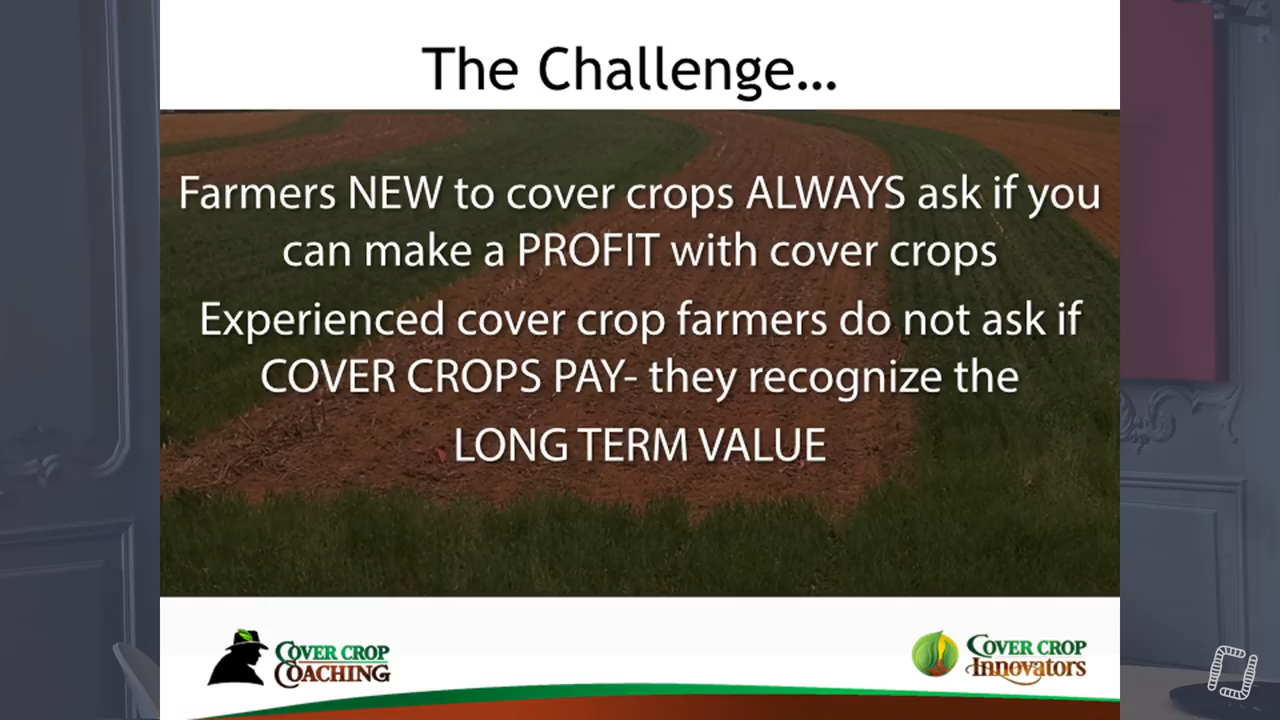 The Challenge...
Farmers NEW to cover crops ALWAYS ask if you
can make a PROFIT with cover crops
Experienced cover crop farmers do not ask if
COVER CROPS PAY- they recognize the
LONG TERM VALUE
COVER CROP
COACHING
COVER CROP
Innovators